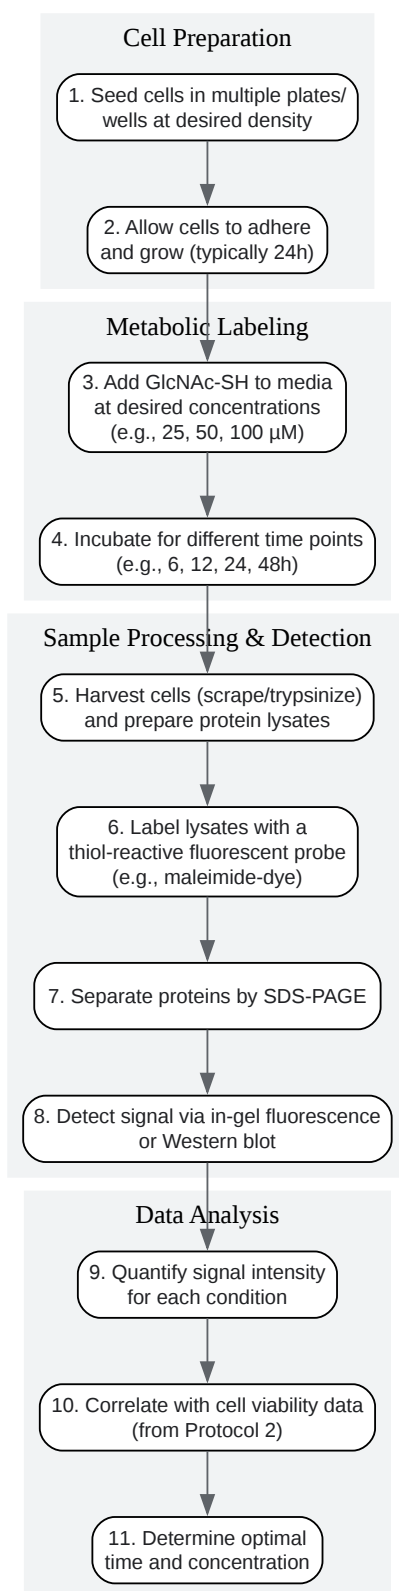 Cell Preparation
1. Seed cells in multiple plates/
wells at desired density
2. Allow cells to adhere
and grow (typically 24h)
Metabolic Labeling
3. Add GlcNAc-SH to media
at desired concentrations
(e.g., 25, 50, 100 µM)
4. Incubate for different time points
(e.g., 6, 12, 24, 48h)
Sample Processing & Detection
5. Harvest cells (scrape/trypsinize)
and prepare protein lysates
6. Label lysates with a
thiol-reactive fluorescent probe
(e.g., maleimide-dye)
7. Separate proteins by SDS-PAGE
8. Detect signal via in-gel fluorescence
or Western blot
Data Analysis
9. Quantify signal intensity
for each condition
10. Correlate with cell viability data
(from Protocol 2)
11. Determine optimal
time and concentration